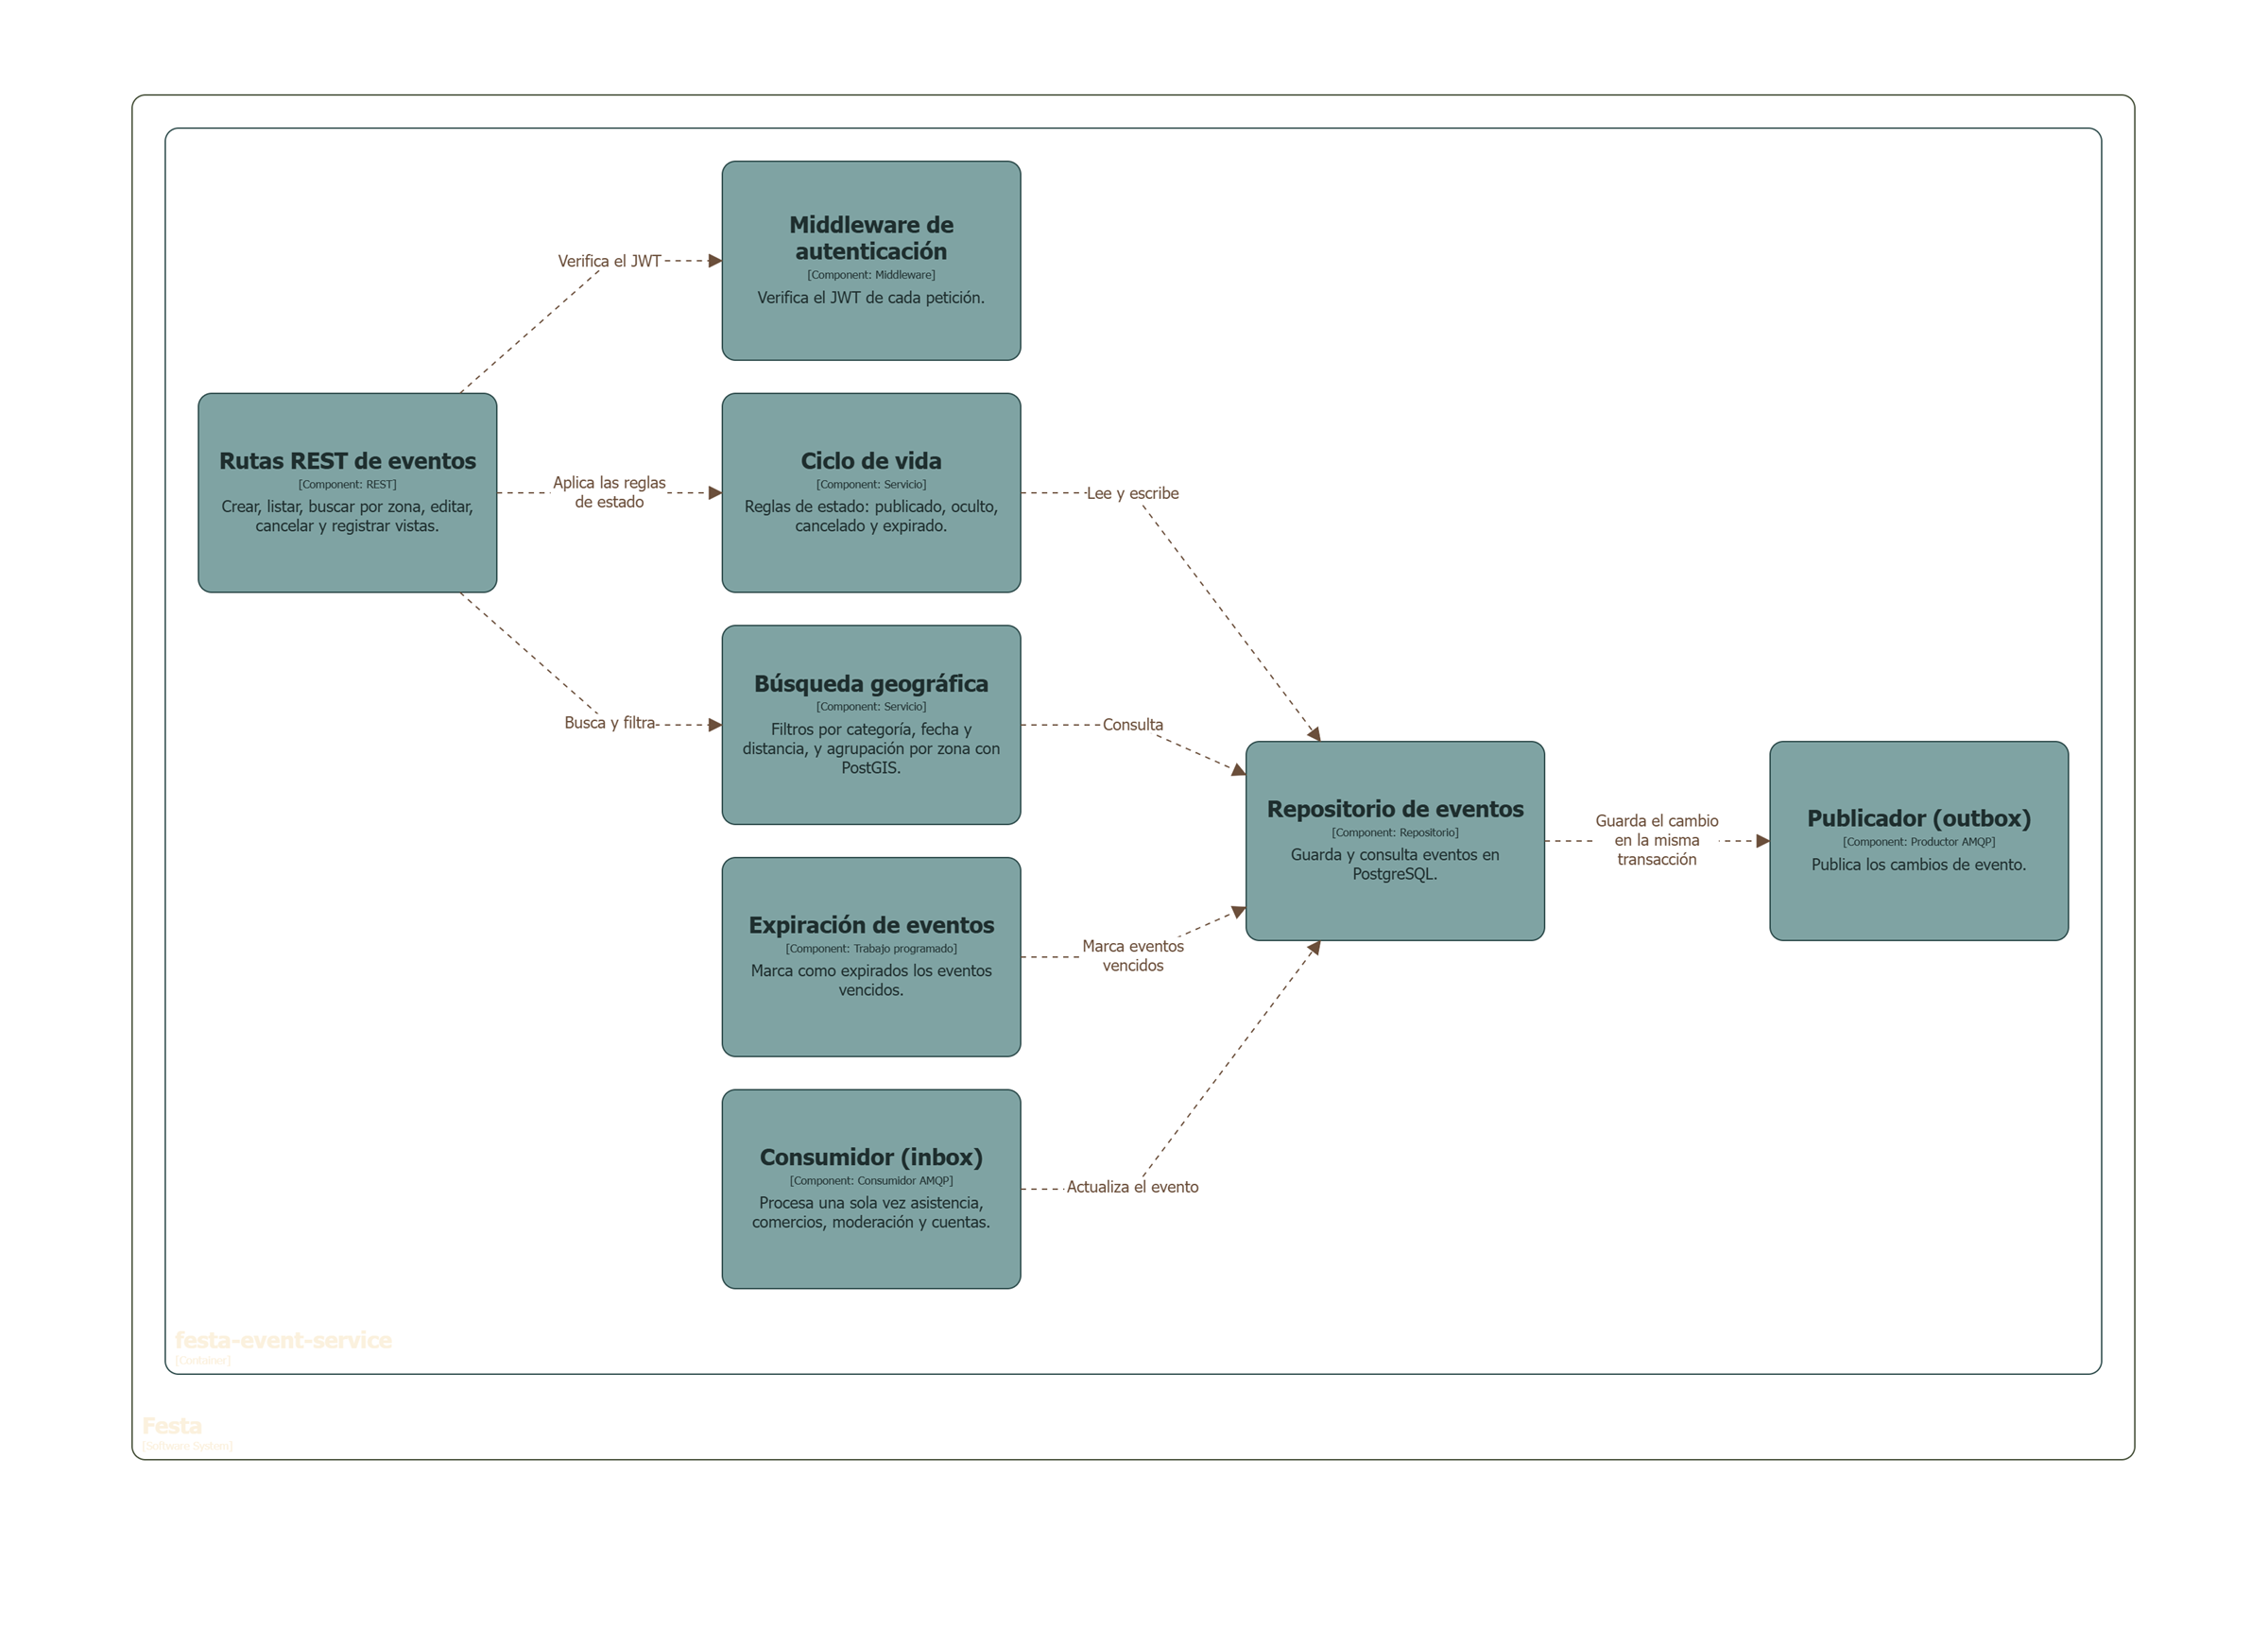 Middleware de
autenticación
[Component: Middleware]
Verifica el JWT de cada petición.
Verifica el JWT
Rutas REST de eventos
[Component: REST]
Crear, listar, buscar por zona, editar,
cancelar y registrar vistas.
Aplica las reglas
de estado
Ciclo de vida
[Component: Servicio]
Reglas de estado: publicado, oculto,
cancelado y expirado.
Lee y escribe
Busca y filtra
Búsqueda geográfica
[Component: Servicio]
Filtros por categoría, fecha y
distancia, y agrupación por zona con
PostGIS.
Consulta
Repositorio de eventos
[Component: Repositorio]
Guarda y consulta eventos en
PostgreSQL.
Guarda el cambio
en la misma
transacción
Publicador (outbox)
[Component: Productor AMQP]
Publica los cambios de evento.
Expiración de eventos
[Component: Trabajo programado]
Marca como expirados los eventos
vencidos.
Marca eventos
vencidos
Consumidor (inbox)
[Component: Consumidor AMQP]
Procesa una sola vez asistencia,
comercios, moderación y cuentas.
Actualiza el evento
festa-event-service
[Container]
Festa
[Software System]